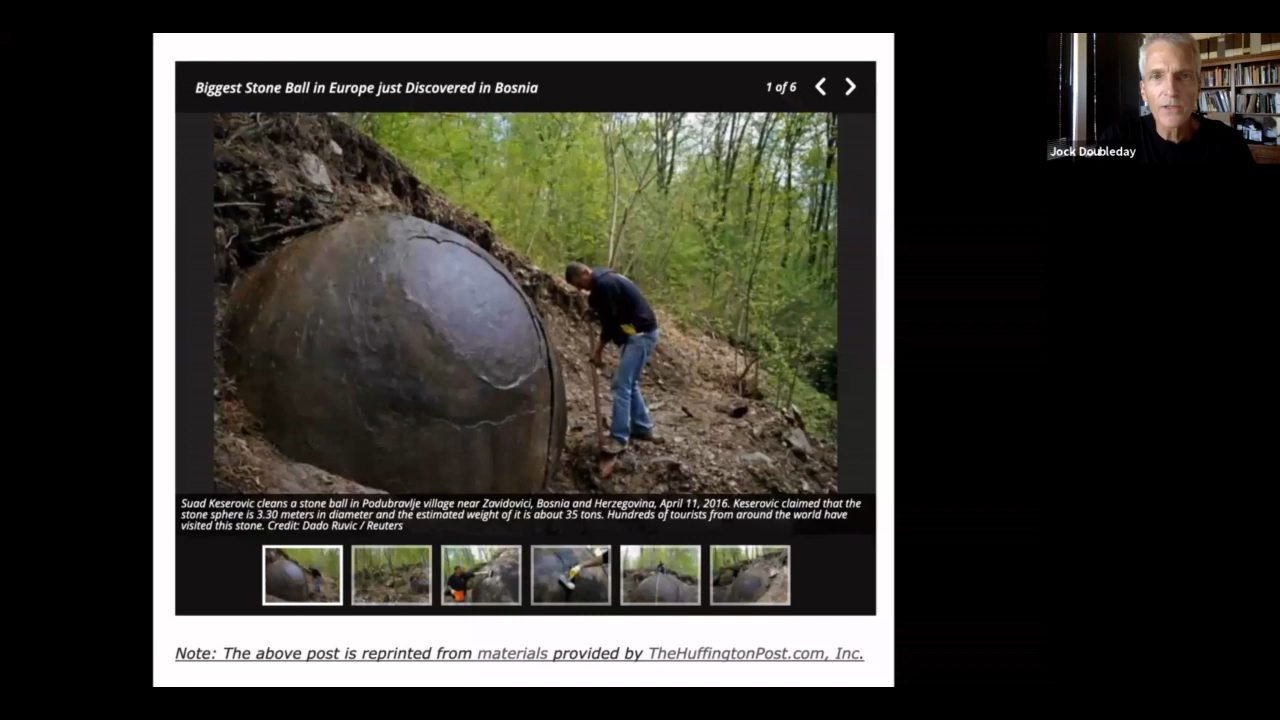 Biggest Stone Ball in Europe just Discovered in Bosnia
1 of 6
Jock Doubleday
Suad Keserovic cleans a stone ball in Podubravlje village near Zavidovici, Bosnia and Herzegovina, April 11, 2016. Keserovic claimed that the
stone sphere is 3.30 meters in diameter and the estimated weight of it is about 35 tons. Hundreds of tourists from around the world have
visited this stone. Credit: Dado Ruvic / Reuters
Note: The above post is reprinted from materials provided by TheHuffingtonPost.com, Inc.